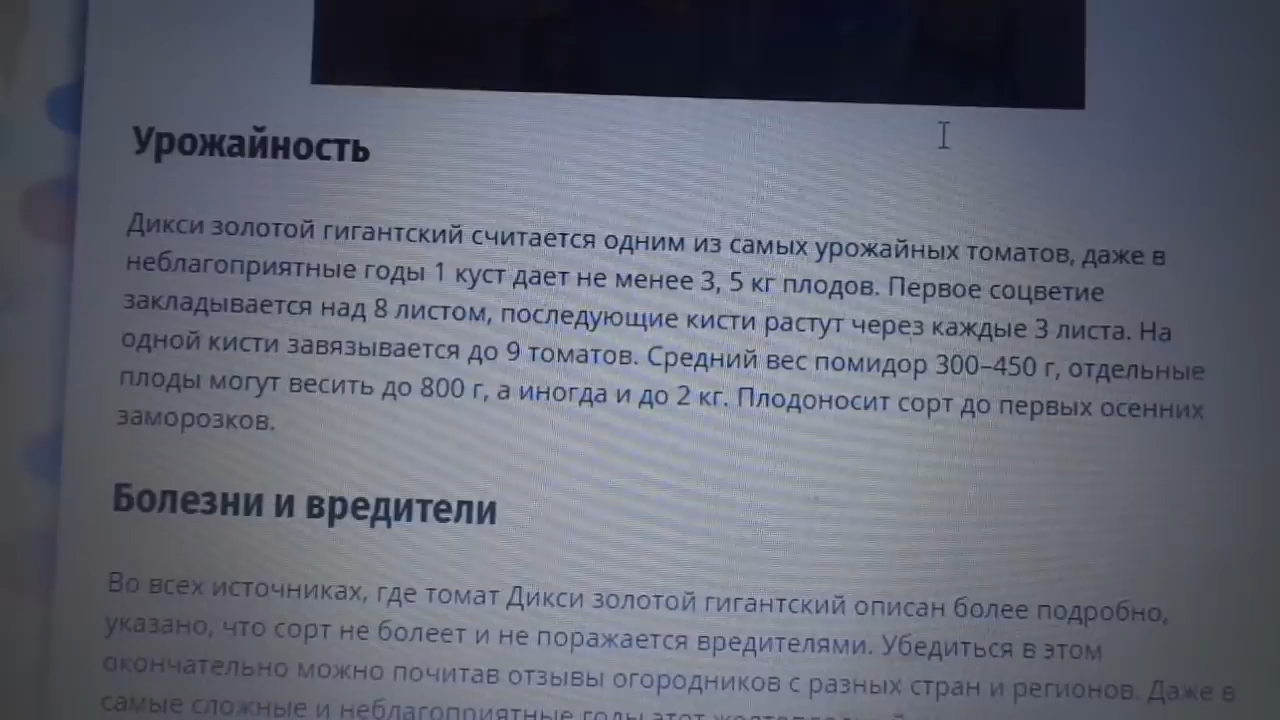 Урожайность
Дикси золотой гигантский считается одним из самых урожайных томатов, даже в
неблагоприятные годы 1 куст дает не менее 3, 5 кг плодов. Первое соцветие
закладывается над 8 листом, последующие кисти растут через каждые 3 листа. На
одной кисти завязывается до 9 томатов. Средний вес помидор 300–450 г, отдельные
плоды могут весить до 800 г, а иногда и до 2 кг. Плодоносит сорт до первых осенних
заморозков.
Болезни и вредители
Во всех источниках, где томат Дикси золотой гигантский описан более подробно,
указано, что сорт не болеет и не поражается вредителями. Убедиться в этом
окончательно можно почитав отзывы огородников с разных стран и регионов. Даже в
самые сложные и неблагоприятные годы этот